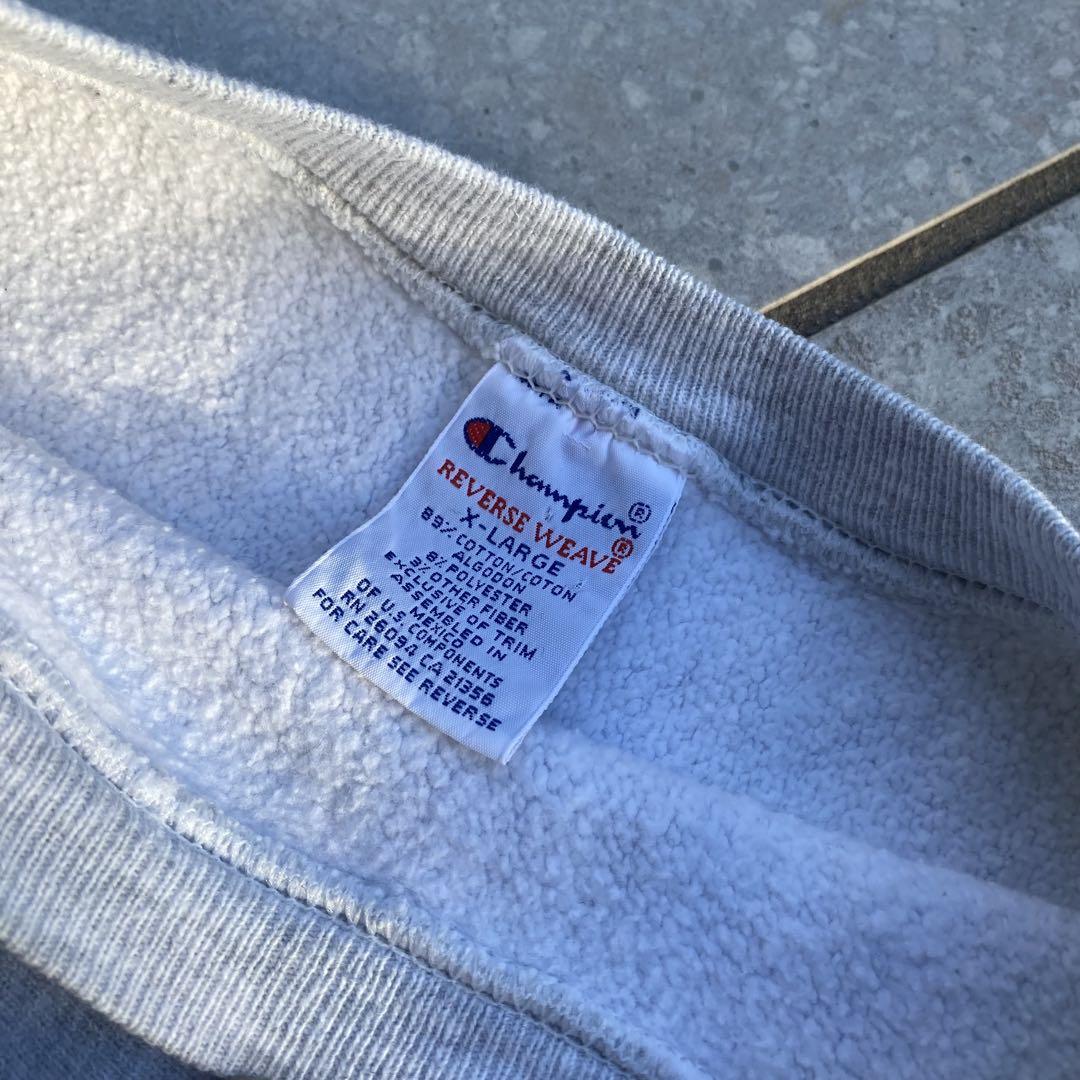 Champion®
REVERSE WEAVE®
X-LARGE
89% COTTON/COTON
ALGODON
8% POLYESTER
3% OTHER FIBER
EXCLUSIVE OF TRIM
ASSEMBLED IN
MEXICO
OF U.S. COMPONENTS
RN 26094 CA 21356
FOR CARE SEE REVERSE